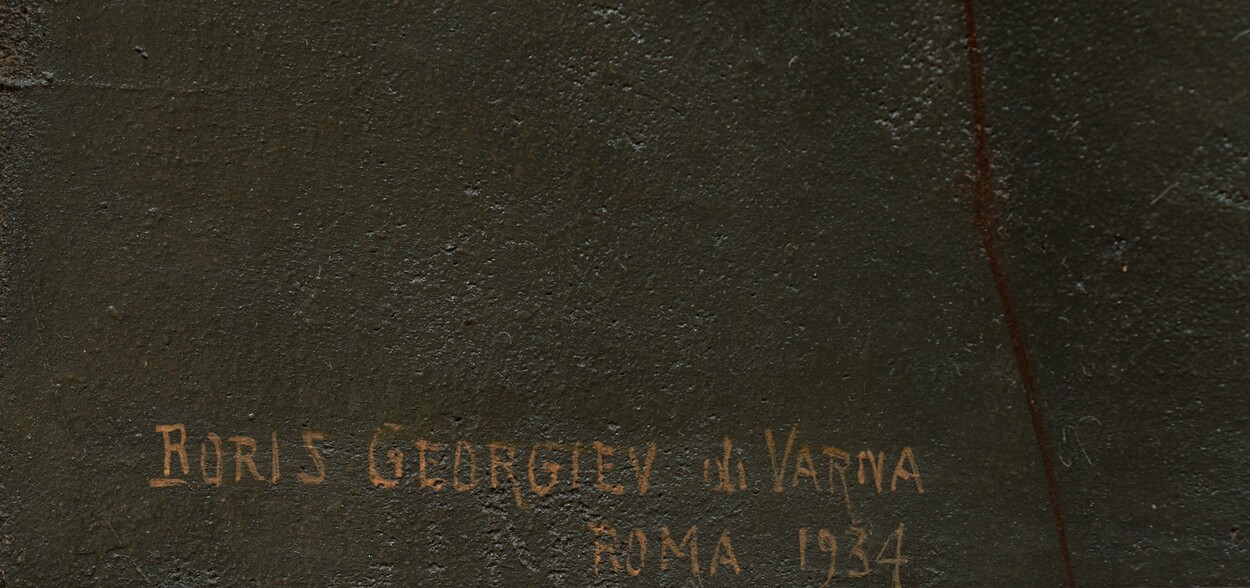 BORIS GEORGIEV di VARNA
ROMA 1934